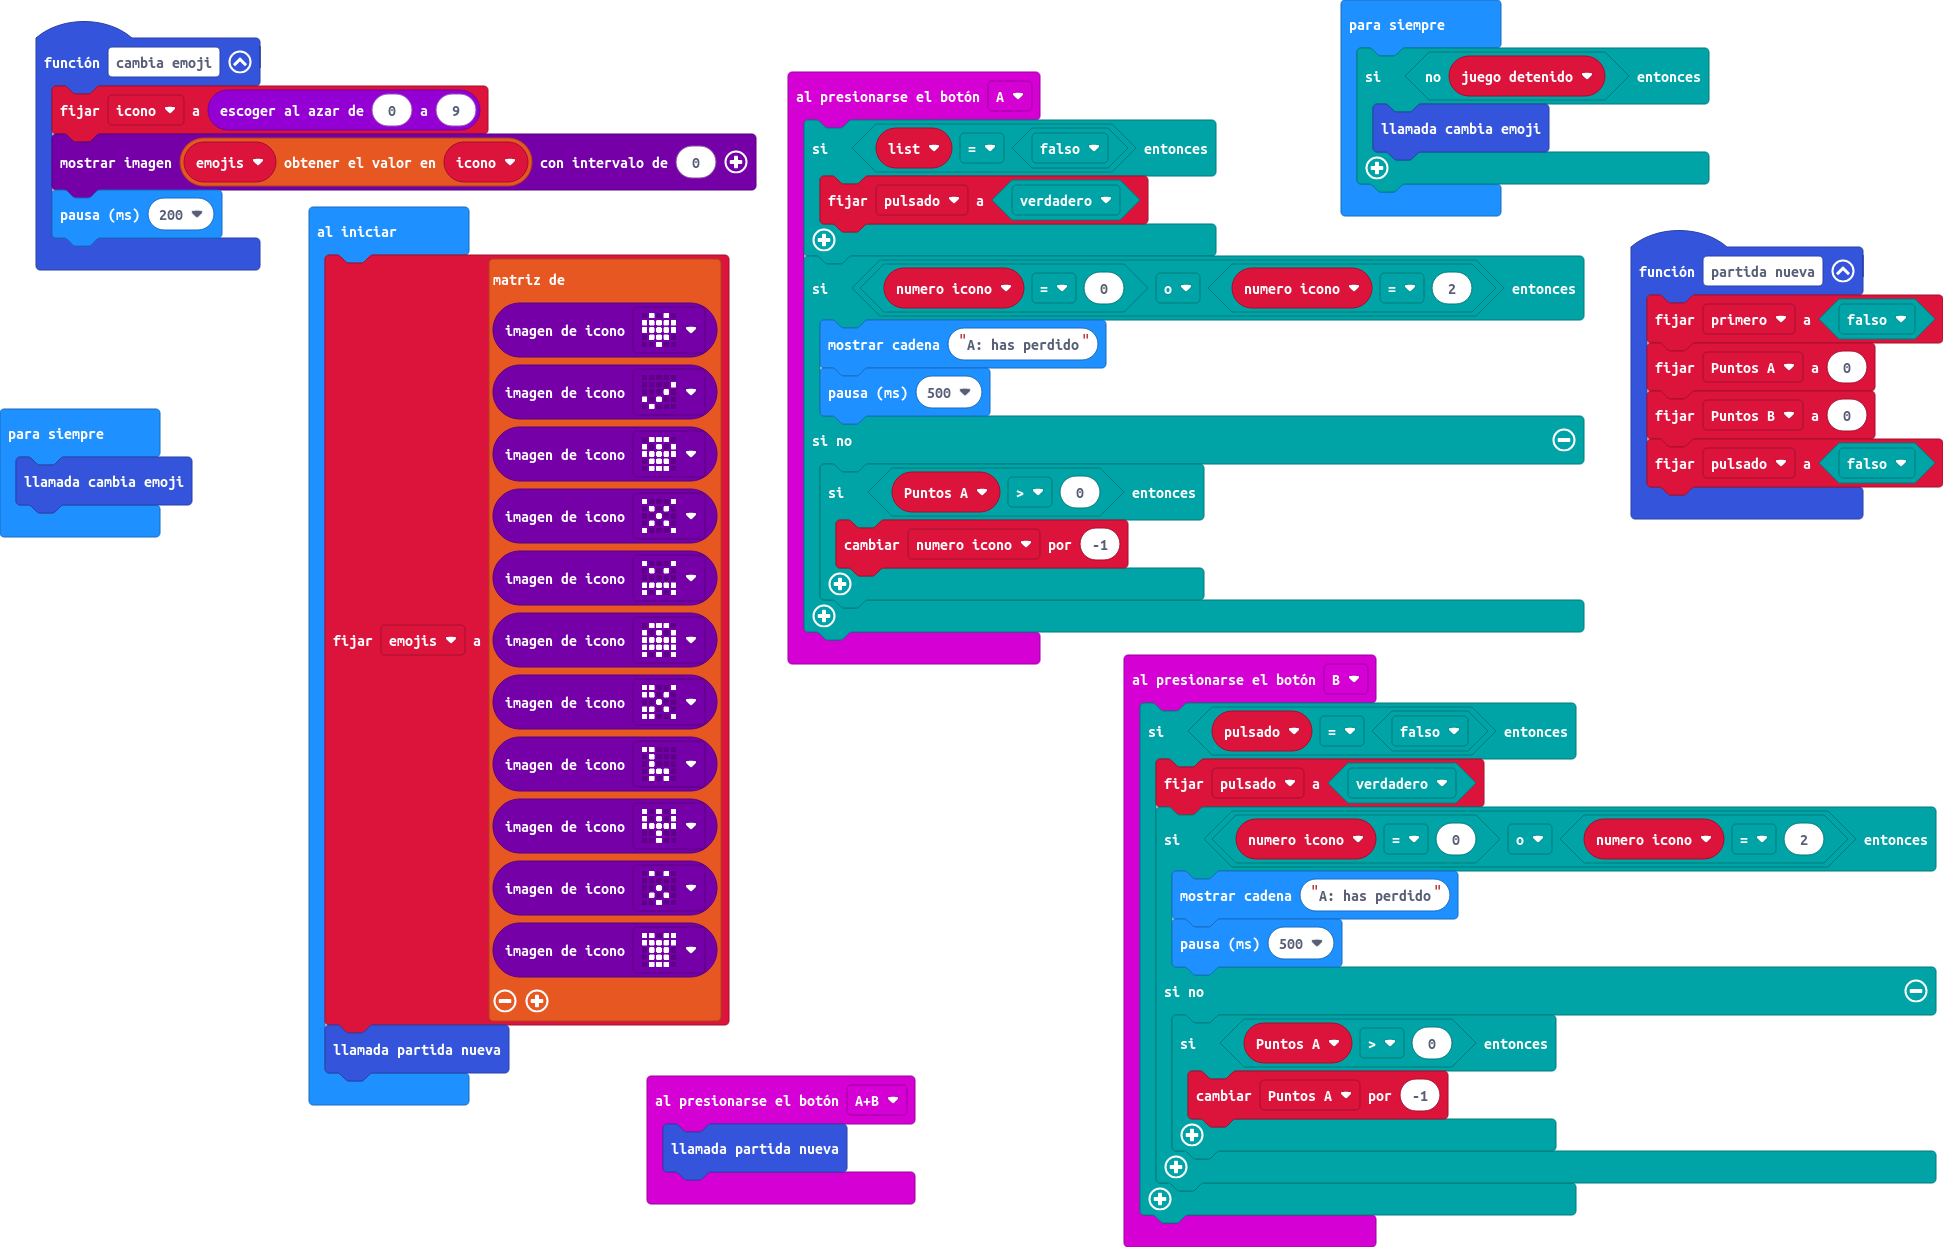 función cambia emoji
fijar icono a escoger al azar de 0 a 9
mostrar imagen emojis obtener el valor en icono con intervalo de 0
pausa (ms) 200
al iniciar
fijar emojis a
matriz de
imagen de icono
imagen de icono
imagen de icono
imagen de icono
imagen de icono
imagen de icono
imagen de icono
imagen de icono
imagen de icono
imagen de icono
imagen de icono
llamada partida nueva
para siempre
llamada cambia emoji
al presionarse el botón A
si list = falso entonces
fijar pulsado a verdadero
si numero icono = 0 o numero icono = 2 entonces
mostrar cadena "A: has perdido"
pausa (ms) 500
si no
si Puntos A > 0 entonces
cambiar numero icono por -1
para siempre
si no juego detenido entonces
llamada cambia emoji
función partida nueva
fijar primero a falso
fijar Puntos A a 0
fijar Puntos B a 0
fijar pulsado a falso
al presionarse el botón A+B
llamada partida nueva
al presionarse el botón B
si pulsado = falso entonces
fijar pulsado a verdadero
si numero icono = 0 o numero icono = 2 entonces
mostrar cadena "A: has perdido"
pausa (ms) 500
si no
si Puntos A > 0 entonces
cambiar Puntos A por -1